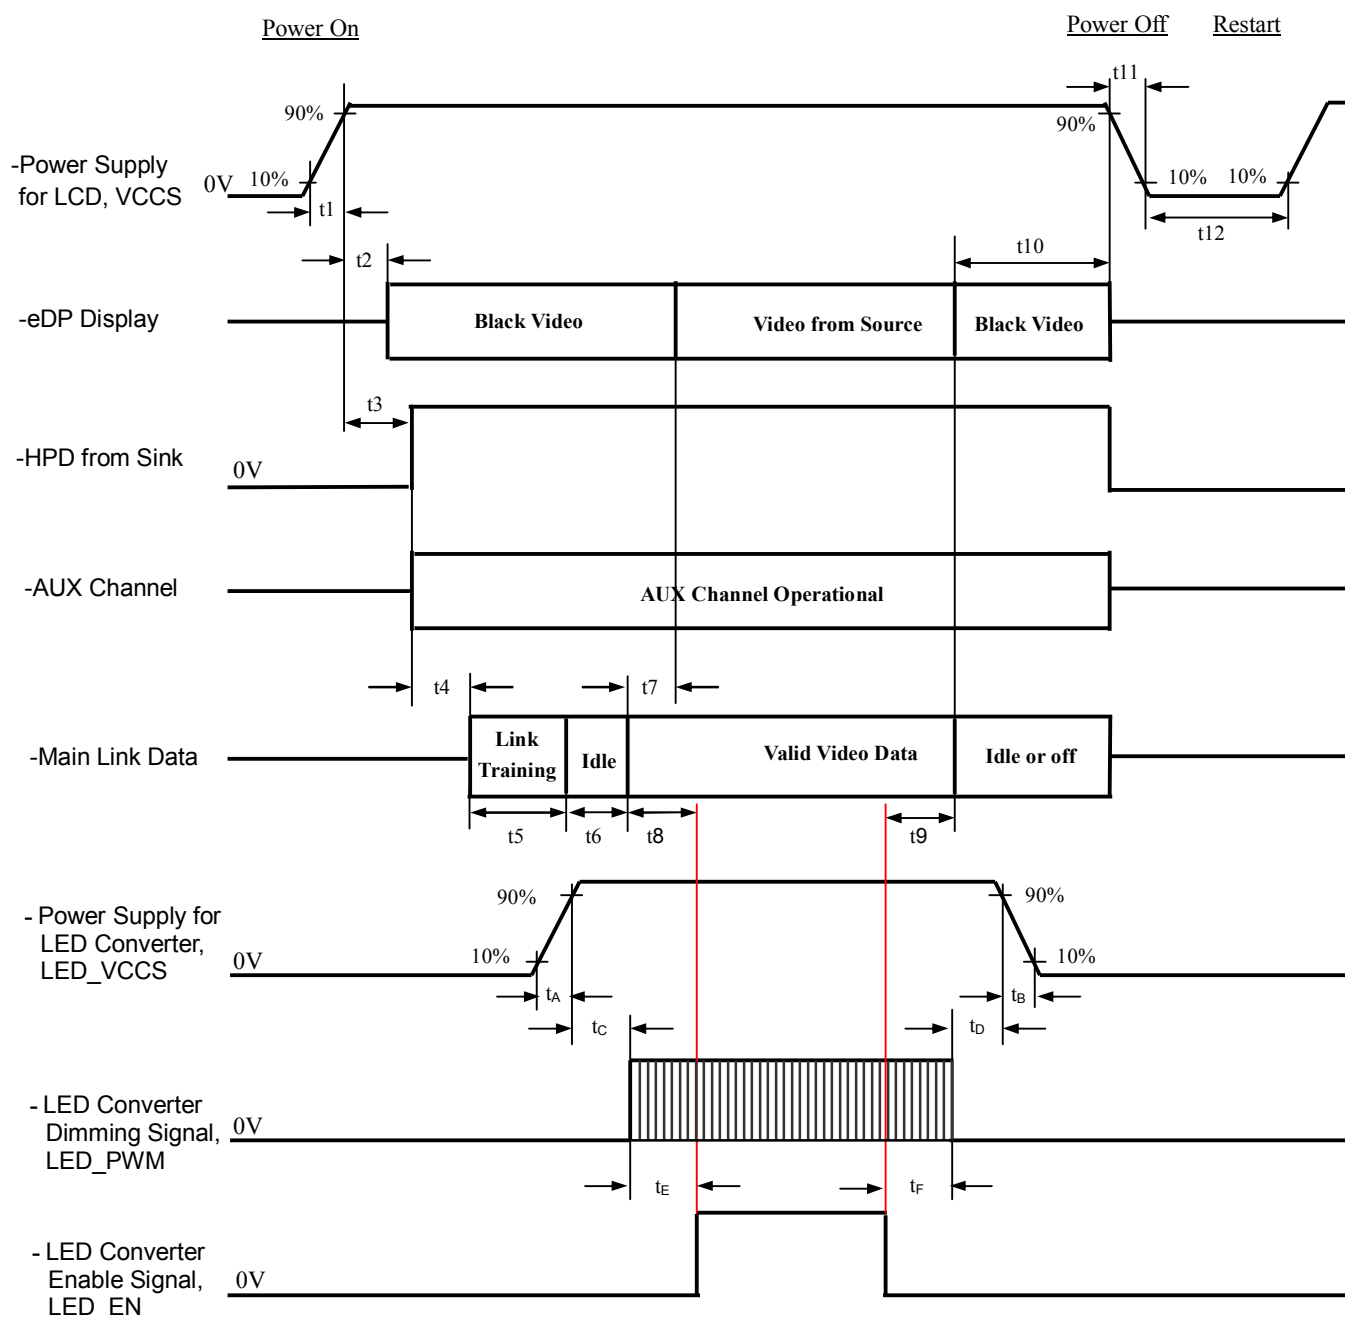 Power On
Power Off
Restart
t11
90%
90%
-Power Supply
for LCD, VCCS
0V
10%
10%
10%
t1
t12
t2
t10
-eDP Display
Black Video
Video from Source
Black Video
t3
-HPD from Sink
0V
-AUX Channel
AUX Channel Operational
t4
t7
-Main Link Data
Link
Training
Idle
Valid Video Data
Idle or off
t5
t6
t8
t9
90%
90%
- Power Supply for
LED Converter,
LED_VCCS
0V
10%
10%
tA
tB
tC
tD
- LED Converter
Dimming Signal,
LED_PWM
0V
tE
tF
- LED Converter
Enable Signal,
LED_EN
0V